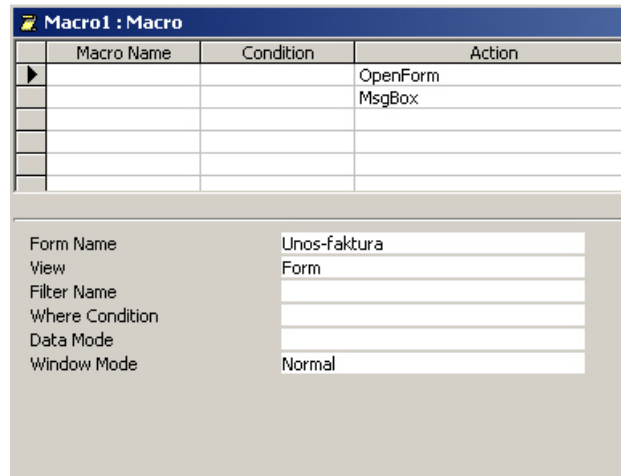 Macro1 : Macro
Macro Name Condition Action
OpenForm
MsgBox
Form Name Unos-faktura
View Form
Filter Name
Where Condition
Data Mode
Window Mode Normal